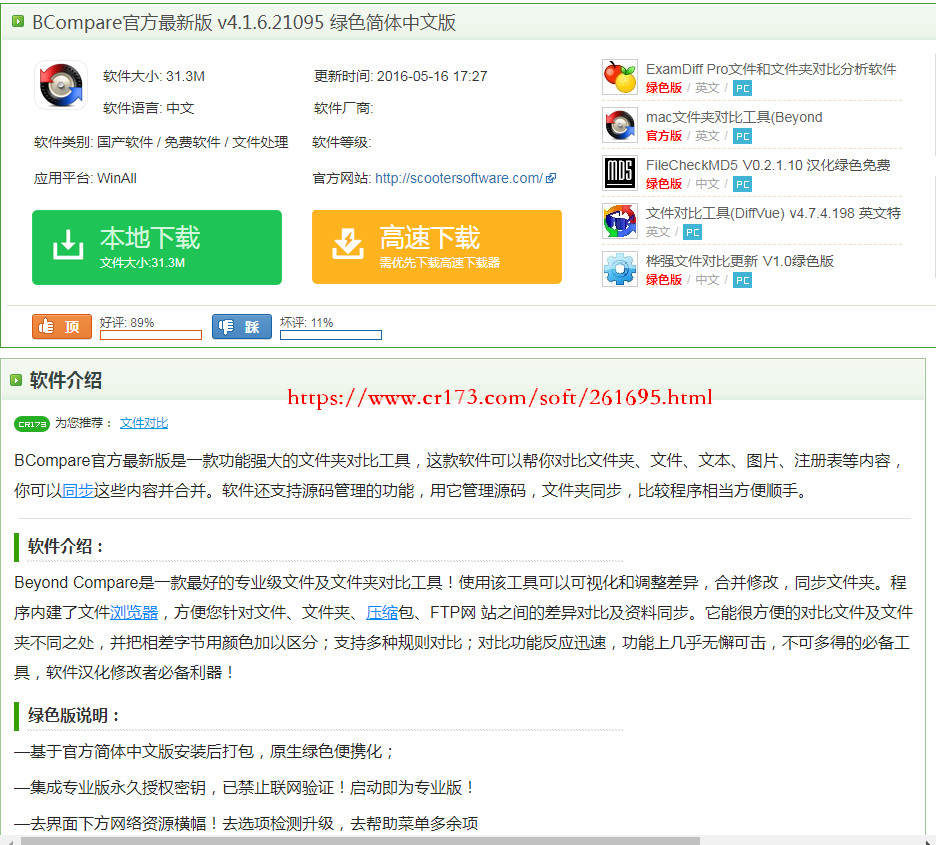 BCompare官方最新版 v4.1.6.21095 绿色简体中文版
软件大小: 31.3M
更新时间: 2016-05-16 17:27
软件语言: 中文
软件厂商:
软件类别: 国产软件 / 免费软件 / 文件处理
软件等级:
应用平台: WinAll
官方网站: http://scootersoftware.com/
本地下载
文件大小:31.3M
高速下载
需优先下载高速下载器
ExamDiff Pro文件和文件夹对比分析软件
绿色版 / 英文 / PC
mac文件夹对比工具(Beyond
官方版 / 英文 / PC
MD5
FileCheckMD5 V0.2.1.10 汉化绿色免费
绿色版 / 中文 / PC
文件对比工具(DiffVue) v4.7.4.198 英文特
英文 / PC
桦强文件对比更新 V1.0绿色版
绿色版 / 中文 / PC
顶
好评: 89%
踩
坏评: 11%
软件介绍
https://www.cr173.com/soft/261695.html
CR173 为您推荐： 文件对比
BCompare官方最新版是一款功能强大的文件夹对比工具，这款软件可以帮你对比文件夹、文件、文本、图片、注册表等内容，
你可以同步这些内容并合并。软件还支持源码管理的功能，用它管理源码，文件夹同步，比较程序相当方便顺手。
软件介绍：
Beyond Compare是一款最好的专业级文件及文件夹对比工具！使用该工具可以可视化和调整差异，合并修改，同步文件夹。程
序内建了文件浏览器，方便您针对文件、文件夹、压缩包、FTP网 站之间的差异对比及资料同步。它能很方便的对比文件及文件
夹不同之处，并把相差字节用颜色加以区分；支持多种规则对比；对比功能反应迅速，功能上几乎无懈可击，不可多得的必备工
具，软件汉化修改者必备利器！
绿色版说明：
—基于官方简体中文版安装后打包，原生绿色便携化；
—集成专业版永久授权密钥，已禁止联网验证！启动即为专业版！
—去界面下方网络资源横幅！去选项检测升级，去帮助菜单多余项